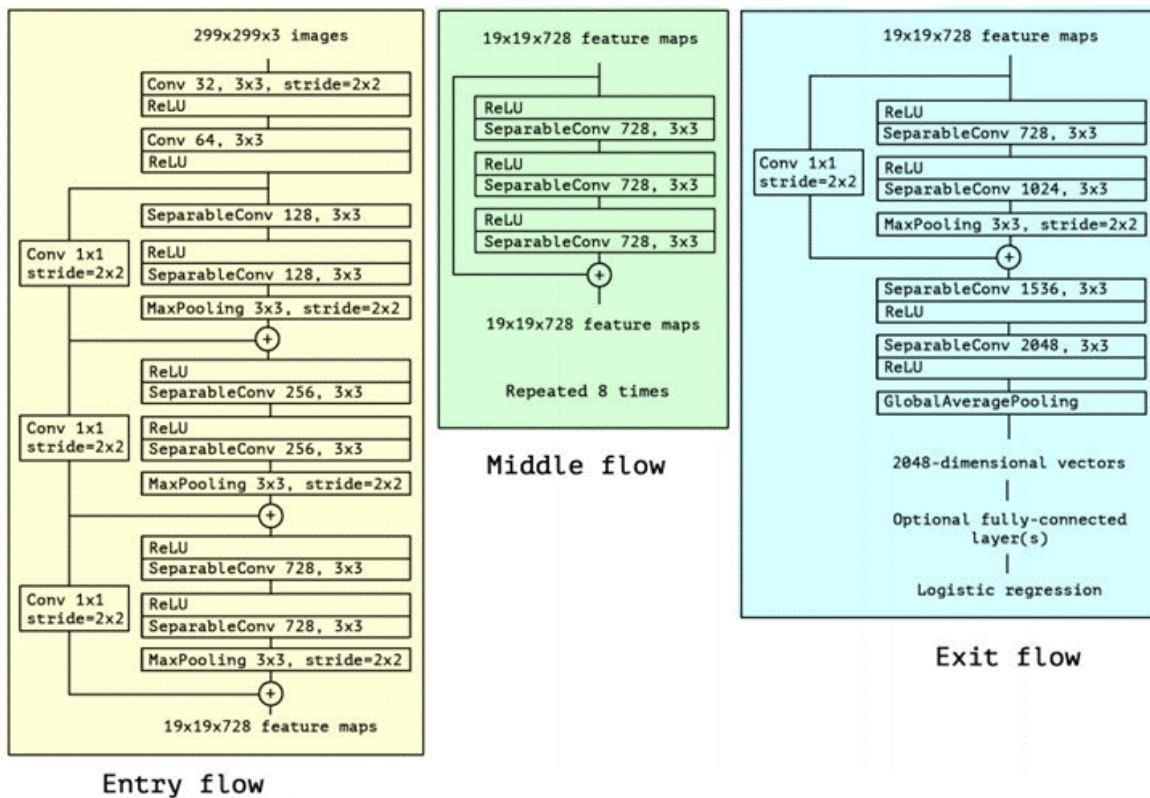 299x299x3 images
Conv 32, 3x3, stride=2x2
ReLU
Conv 64, 3x3
ReLU
SeparableConv 128, 3x3
Conv 1x1
stride=2x2
ReLU
SeparableConv 128, 3x3
MaxPooling 3x3, stride=2x2
+
ReLU
SeparableConv 256, 3x3
Conv 1x1
stride=2x2
ReLU
SeparableConv 256, 3x3
MaxPooling 3x3, stride=2x2
+
ReLU
SeparableConv 728, 3x3
Conv 1x1
stride=2x2
ReLU
SeparableConv 728, 3x3
MaxPooling 3x3, stride=2x2
+
19x19x728 feature maps
Entry flow
19x19x728 feature maps
ReLU
SeparableConv 728, 3x3
ReLU
SeparableConv 728, 3x3
ReLU
SeparableConv 728, 3x3
+
19x19x728 feature maps
Repeated 8 times
Middle flow
19x19x728 feature maps
ReLU
SeparableConv 728, 3x3
Conv 1x1
stride=2x2
ReLU
SeparableConv 1024, 3x3
MaxPooling 3x3, stride=2x2
+
SeparableConv 1536, 3x3
ReLU
SeparableConv 2048, 3x3
ReLU
GlobalAveragePooling
2048-dimensional vectors
Optional fully-connected
layer(s)
Logistic regression
Exit flow